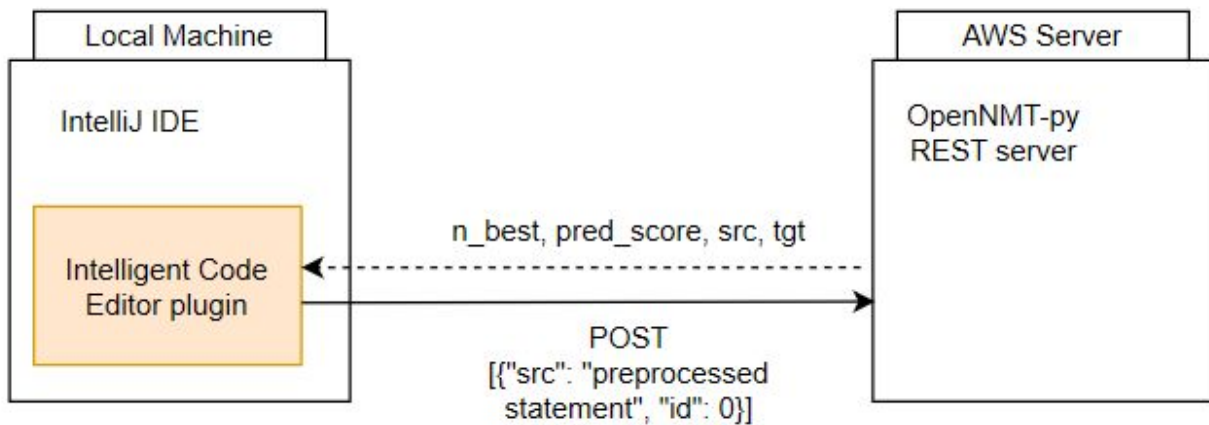 Local Machine
AWS Server
IntelliJ IDE
OpenNMT-py
REST server
n_best, pred_score, src, tgt
Intelligent Code
Editor plugin
POST
[{"src": "preprocessed
statement", "id": 0}]